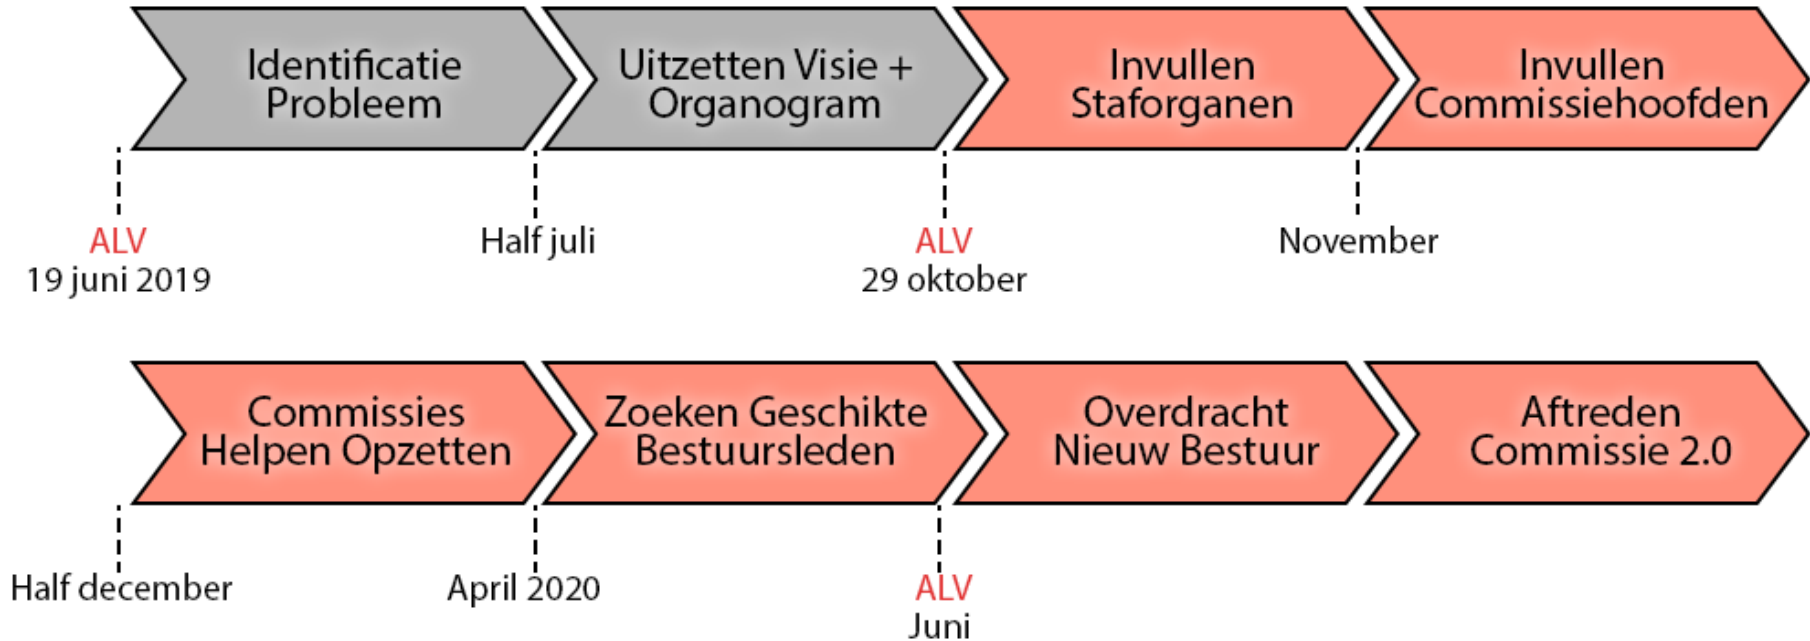 Identificatie
Probleem
Uitzetten Visie +
Organogram
Invullen
Staforganen
Invullen
Commissiehoofden
ALV
19 juni 2019
Half juli
ALV
29 oktober
November
Commissies
Helpen Opzetten
Zoeken Geschikte
Bestuursleden
Overdracht
Nieuw Bestuur
Aftreden
Commissie 2.0
Half december
April 2020
ALV
Juni